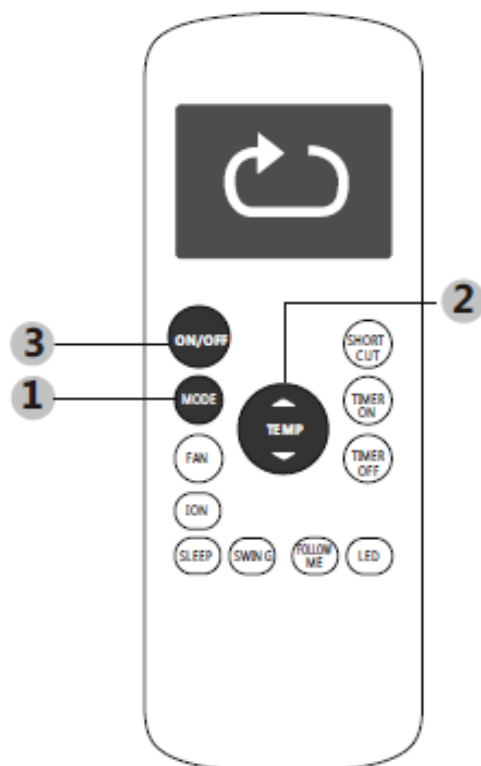 2
3
ON/OFF
SHORT
CUT
1
MODE
TEMP
TIMER
ON
FAN
TIMER
OFF
ION
SLEEP
SWING
FOLLOW
ME
LED